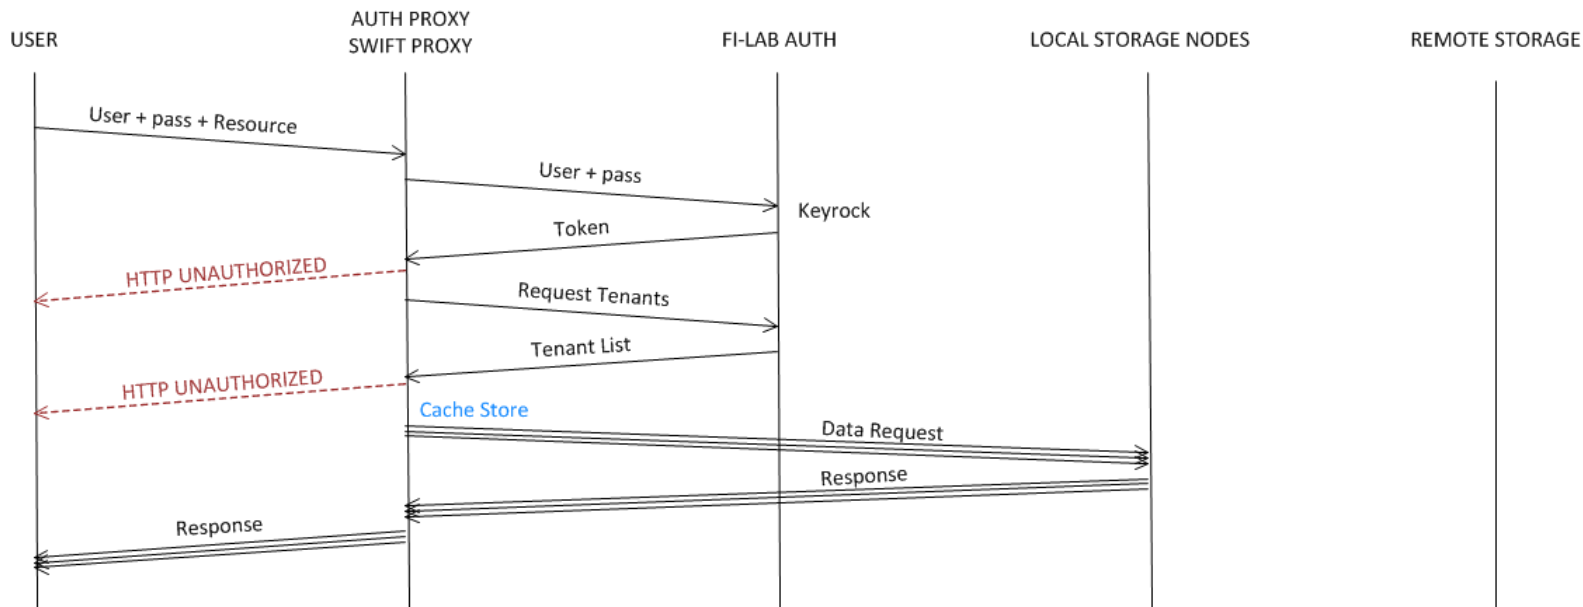 USER
AUTH PROXY
SWIFT PROXY
FI-LAB AUTH
LOCAL STORAGE NODES
REMOTE STORAGE
User + pass + Resource
User + pass
Keyrock
Token
HTTP UNAUTHORIZED
Request Tenants
Tenant List
HTTP UNAUTHORIZED
Cache Store
Data Request
Response
Response